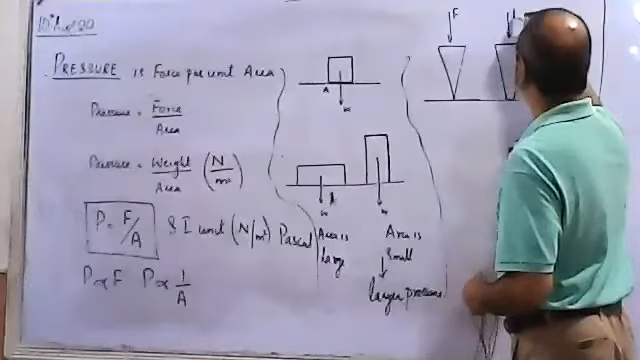 PRESSURE is Force per unit Area
Pressure = Force
Area
Pressure = Weight (N/m²)
Area
P = F/A
S I unit (N/m²) Pascal
P ∝ F P ∝ 1/A
A
w
w
A
w
Area is
large
Area is
Small
larger pressure
F